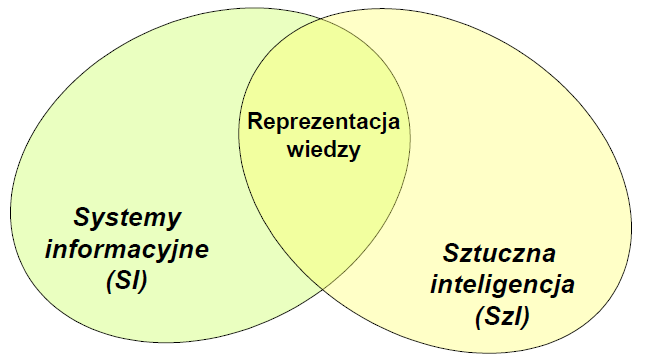 Reprezentacja
wiedzy
Systemy
informacyjne
(SI)
Sztuczna
inteligencja
(SzI)